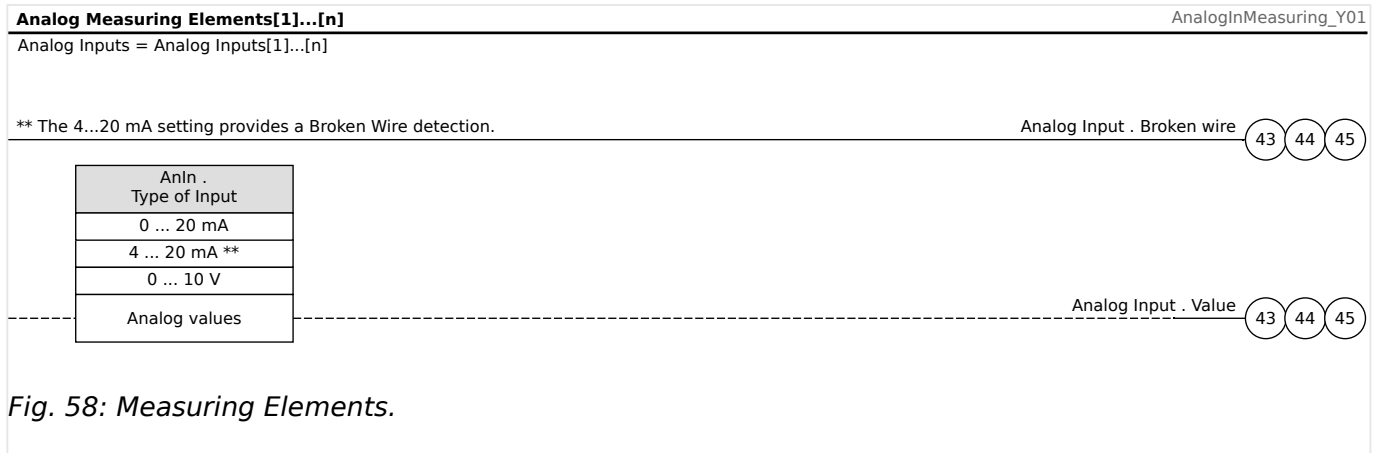 Analog Measuring Elements[1]...[n]
AnalogInMeasuring_Y01
Analog Inputs = Analog Inputs[1]...[n]
** The 4...20 mA setting provides a Broken Wire detection.
Analog Input . Broken wire
43 44 45
AnIn .
Type of Input
0 ... 20 mA
4 ... 20 mA **
0 ... 10 V
Analog values
Analog Input . Value
43 44 45
Fig. 58: Measuring Elements.